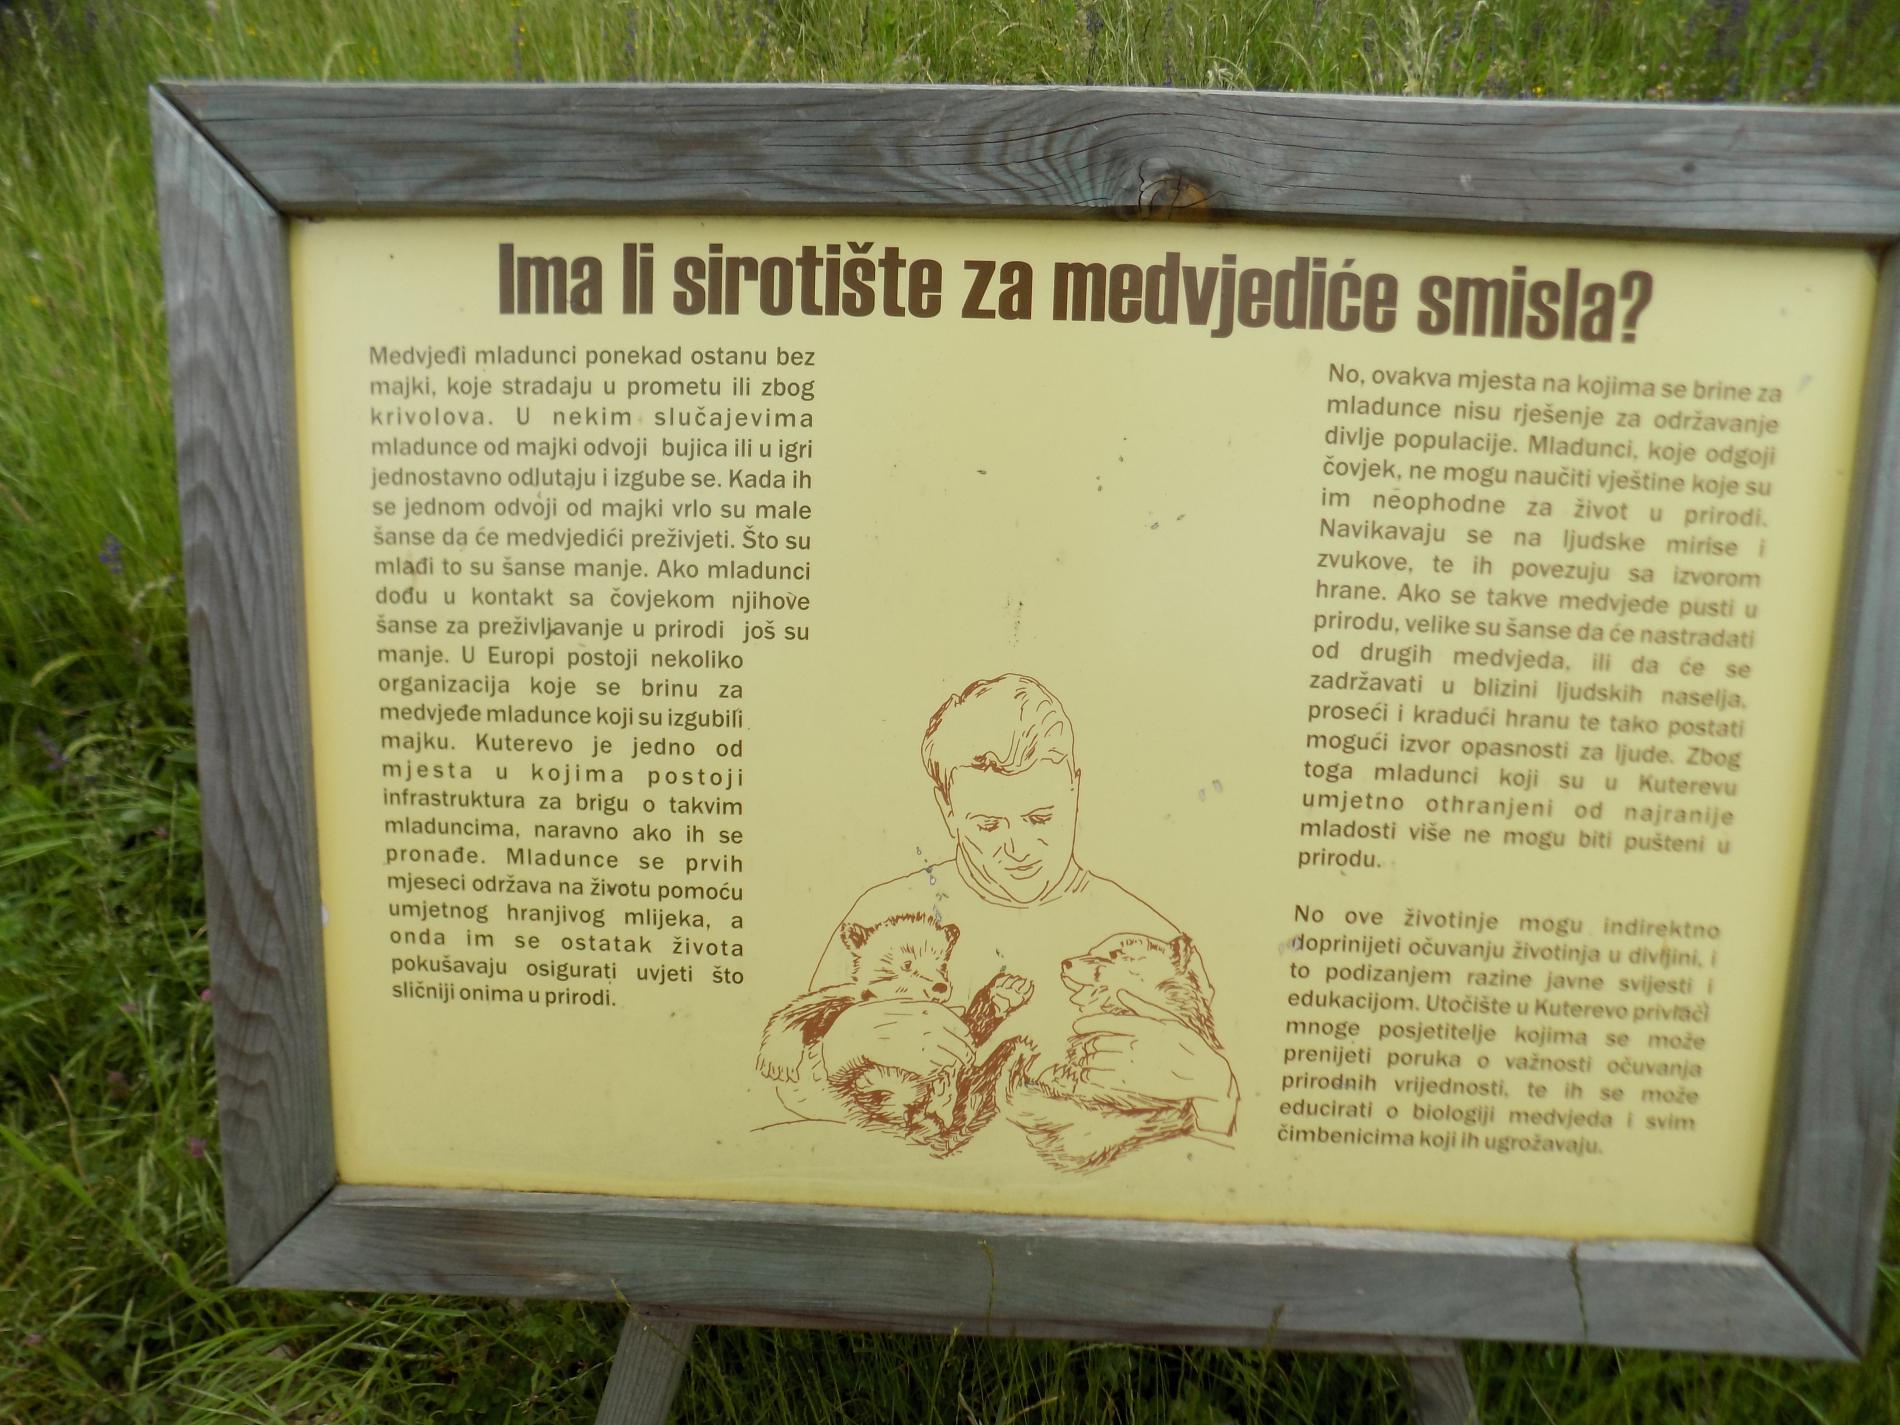 Ima li sirotište za medvjediće smisla?
Medvjeđi mladunci ponekad ostanu bez
majki, koje stradaju u prometu ili zbog
krivolova. U nekim slučajevima
mladunce od majki odvoji bujica ili u igri
jednostavno odlutaju i izgube se. Kada ih
se jednom odvoji od majki vrlo su male
šanse da će medvjedići preživjeti. Što su
mlađi to su šanse manje. Ako mladunci
dođu u kontakt sa čovjekom njihove
šanse za preživljavanje u prirodi još su
manje. U Europi postoji nekoliko
organizacija koje se brinu za
medvjeđe mladunce koji su izgubili
majku. Kuterevo je jedno od
mjesta u kojima postoji
infrastruktura za brigu o takvim
mladuncima, naravno ako ih se
pronađe. Mladunce se prvih
mjeseci održava na životu pomoću
umjetnog hranjivog mlijeka, a
onda im se ostatak života
pokušavaju osigurati uvjeti što
sličniji onima u prirodi.
No, ovakva mjesta na kojima se brine za
mladunce nisu rješenje za održavanje
divlje populacije. Mladunci, koje odgoji
čovjek, ne mogu naučiti vještine koje su
im neophodne za život u prirodi.
Navikavaju se na ljudske mirise i
zvukove, te ih povezuju sa izvorom
hrane. Ako se takve medvjede pusti u
prirodu, velike su šanse da će nastradati
od drugih medvjeda, ili da će se
zadržavati u blizini ljudskih naselja,
proseći i kradući hranu te tako postati
mogući izvor opasnosti za ljude. Zbog
toga mladunci koji su u Kuterevu
umjetno othranjeni od najranije
mladosti više ne mogu biti pušteni u
prirodu.
No ove životinje mogu indirektno
doprinijeti očuvanju životinja u divljini, i
to podizanjem razine javne svijesti i
edukacijom. Utočište u Kuterevo privlači
mnoge posjetitelje kojima se može
prenijeti poruka o važnosti očuvanja
prirodnih vrijednosti, te ih se može
educirati o biologiji medvjeda i svim
čimbenicima koji ih ugrožavaju.